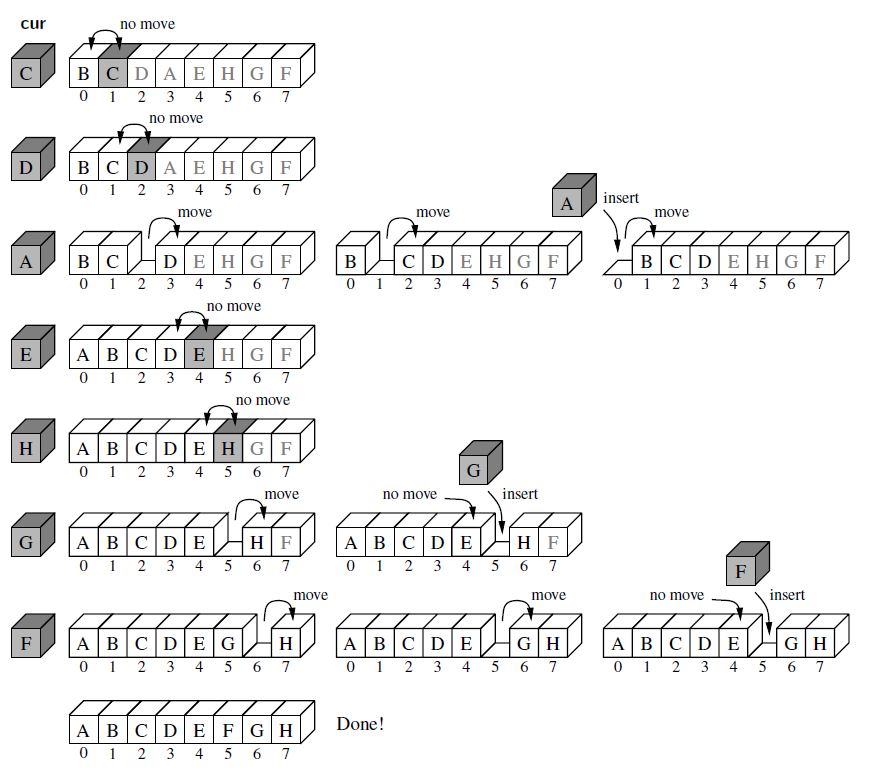 cur no move
C B C D A E H G F
0 1 2 3 4 5 6 7
no move
D B C D A E H G F
0 1 2 3 4 5 6 7
A insert
move move move
A B C D E H G F B C D E H G F B C D E H G F
0 1 2 3 4 5 6 7 0 1 2 3 4 5 6 7 0 1 2 3 4 5 6 7
no move
E A B C D E H G F
0 1 2 3 4 5 6 7
no move
H A B C D E H G F
0 1 2 3 4 5 6 7
G
move no move insert
G A B C D E H F A B C D E H F
0 1 2 3 4 5 6 7 0 1 2 3 4 5 6 7
F
move move no move insert
F A B C D E G H A B C D E G H A B C D E G H
0 1 2 3 4 5 6 7 0 1 2 3 4 5 6 7 0 1 2 3 4 5 6 7
A B C D E F G H Done!
0 1 2 3 4 5 6 7